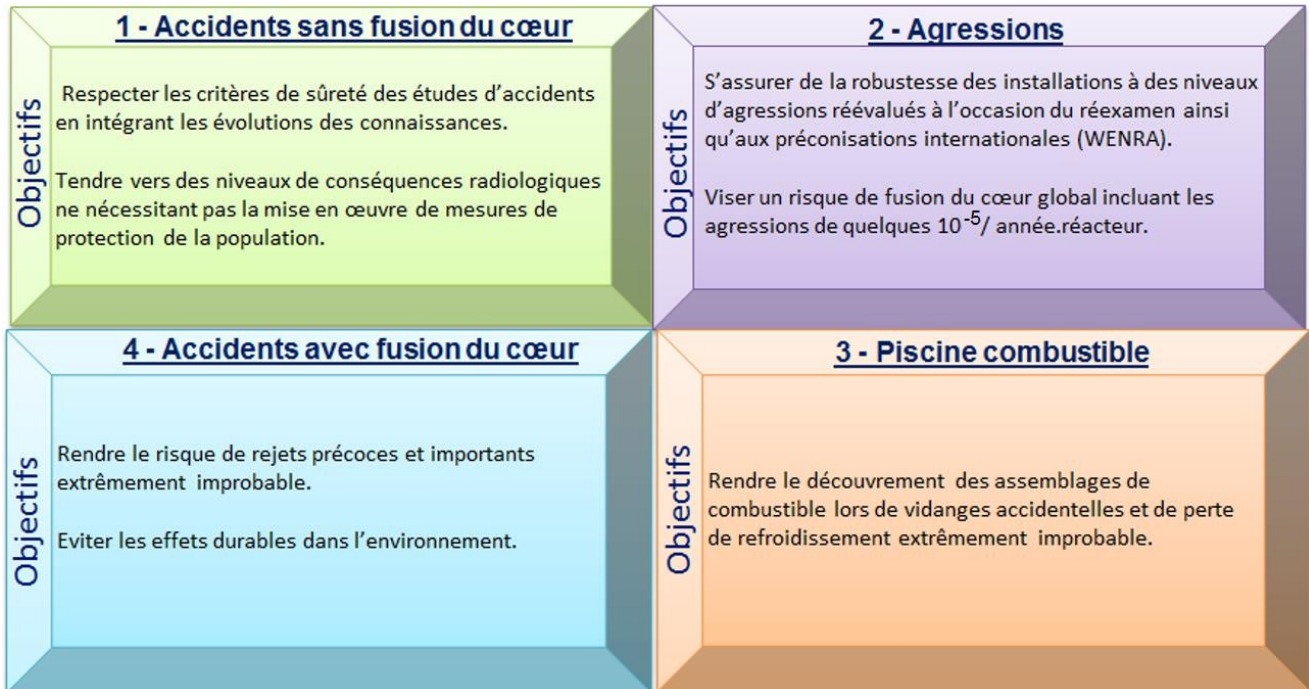 1 - Accidents sans fusion du cœur
Objectifs
Respecter les critères de sûreté des études d’accidents
en intégrant les évolutions des connaissances.
Tendre vers des niveaux de conséquences radiologiques
ne nécessitant pas la mise en œuvre de mesures de
protection de la population.
2 - Agressions
Objectifs
S’assurer de la robustesse des installations à des niveaux
d’agressions réévalués à l’occasion du réexamen ainsi
qu’aux préconisations internationales (WENRA).
Viser un risque de fusion du cœur global incluant les
agressions de quelques 10⁻⁵/ année.réacteur.
4 - Accidents avec fusion du cœur
Objectifs
Rendre le risque de rejets précoces et importants
extrêmement improbable.
Eviter les effets durables dans l’environnement.
3 - Piscine combustible
Objectifs
Rendre le découvrement des assemblages de
combustible lors de vidanges accidentelles et de perte
de refroidissement extrêmement improbable.